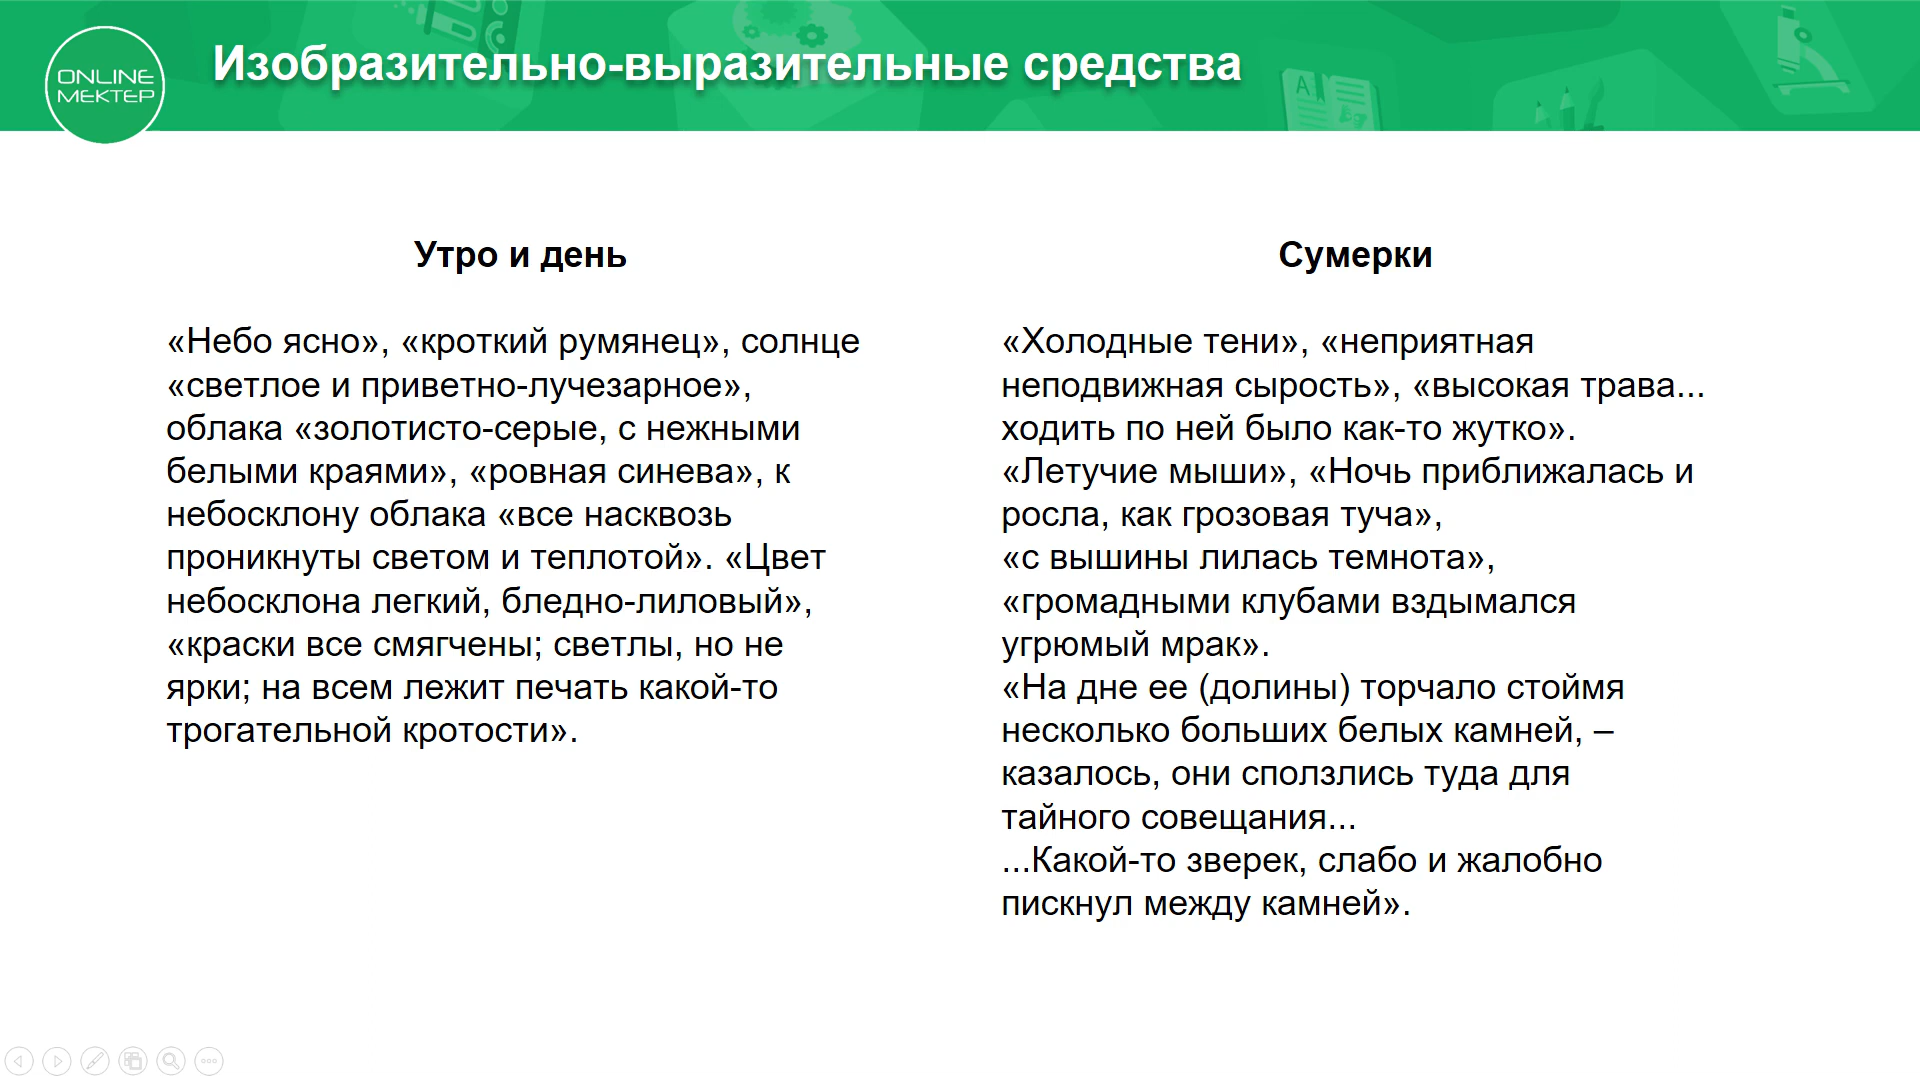 ONLINE
МЕКТЕР
Изобразительно-выразительные средства
Утро и день
«Небо ясно», «кроткий румянец», солнце
«светлое и приветно-лучезарное»,
облака «золотисто-серые, с нежными
белыми краями», «ровная синева», к
небосклону облака «все насквозь
проникнуты светом и теплотой». «Цвет
небосклона легкий, бледно-лиловый»,
«краски все смягчены; светлы, но не
ярки; на всем лежит печать какой-то
трогательной кротости».
Сумерки
«Холодные тени», «неприятная
неподвижная сырость», «высокая трава...
ходить по ней было как-то жутко».
«Летучие мыши», «Ночь приближалась и
росла, как грозовая туча»,
«с вышины лилась темнота»,
«громадными клубами вздымался
угрюмый мрак».
«На дне ее (долины) торчало стоймя
несколько больших белых камней, –
казалось, они сползлись туда для
тайного совещания...
...Какой-то зверек, слабо и жалобно
пискнул между камней».